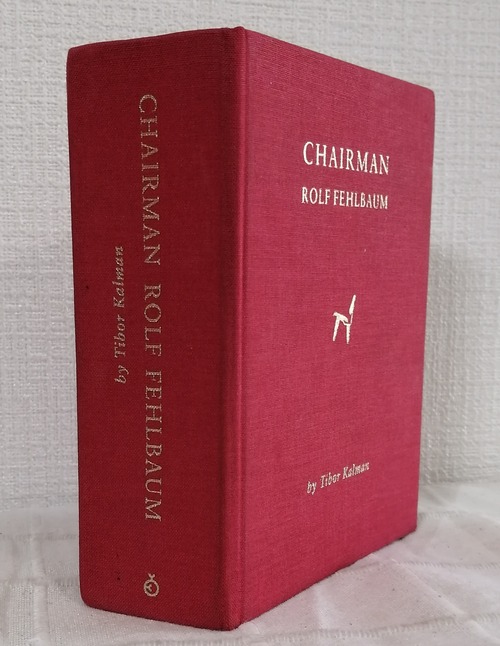 CHAIRMAN ROLF FEHLBAUM
by Tibor Kalman
CHAIRMAN
ROLF FEHLBAUM
by Tibor Kalman